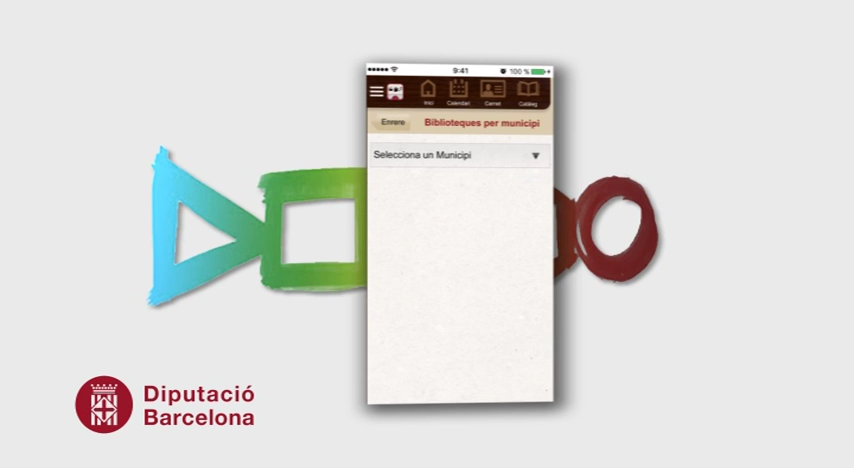 9:41
100 %
Inici
Calendari
Carnet
Catàleg
Enrere
Biblioteques per municipi
Selecciona un Municipi
Diputació
Barcelona